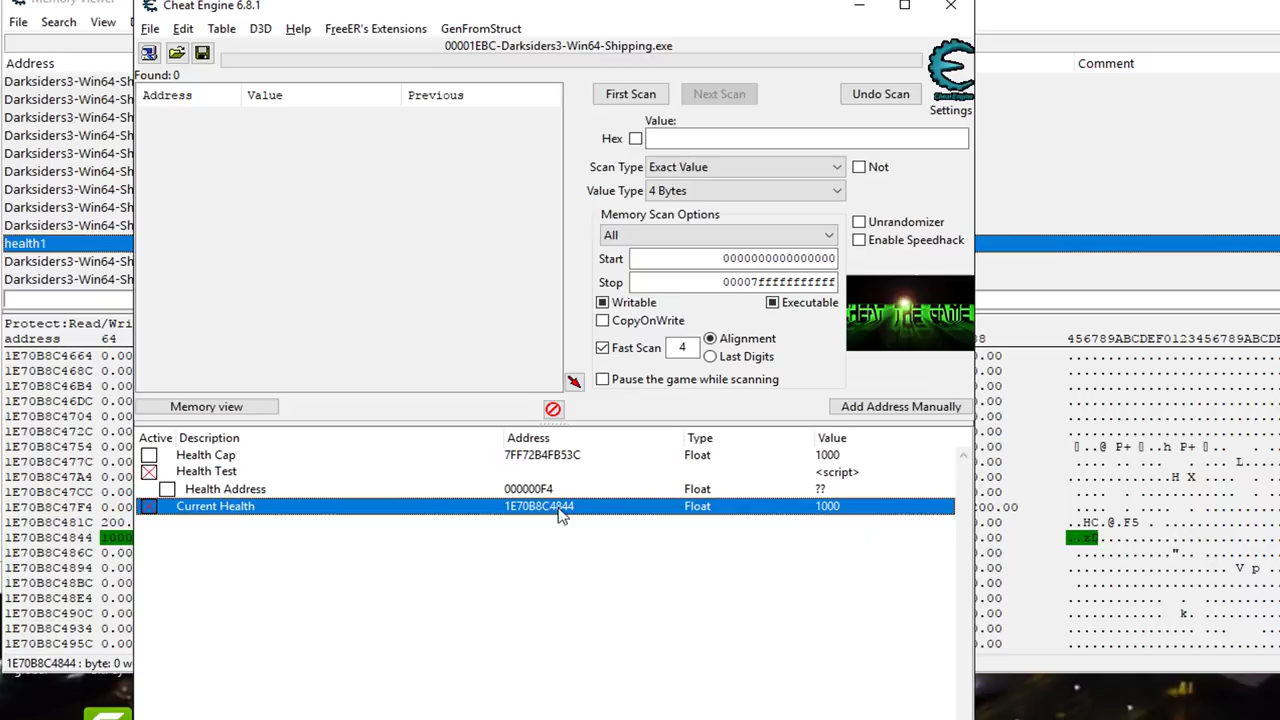 Memory Viewer
Cheat Engine 6.8.1
File Search View
File Edit Table D3D Help FreeER's Extensions GenFromStruct
00001EBC-Darksiders3-Win64-Shipping.exe
Found: 0
Address Value Previous
First Scan Next Scan Undo Scan
Settings
Value:
Hex
Scan Type Exact Value Not
Value Type 4 Bytes
Memory Scan Options
All
Start 0000000000000000
Stop 00007fffffffffff
Writable Executable
CopyOnWrite
Fast Scan 4 Alignment
Last Digits
Pause the game while scanning
Unrandomizer
Enable Speedhack
CHEAT THE GAME
Memory view Add Address Manually
Active Description Address Type Value
Health Cap 7FF72B4FB53C Float 1000
Health Test <script>
Health Address 000000F4 Float ??
Current Health 1E70B8C4844 Float 1000
Address
Darksiders3-Win64-Sh
Darksiders3-Win64-Sh
Darksiders3-Win64-Sh
Darksiders3-Win64-Sh
Darksiders3-Win64-Sh
Darksiders3-Win64-Sh
Darksiders3-Win64-Sh
Darksiders3-Win64-Sh
Darksiders3-Win64-Sh
health1
Darksiders3-Win64-Sh
Darksiders3-Win64-Sh
Comment
Protect:Read/Wri
address 64
1E70B8C4664 0.00
1E70B8C468C 0.00
1E70B8C46B4 0.00
1E70B8C46DC 0.00
1E70B8C4704 0.00
1E70B8C472C 0.00
1E70B8C4754 0.00
1E70B8C477C 0.00
1E70B8C47A4 0.00
1E70B8C47CC 0.00
1E70B8C47F4 0.00
1E70B8C481C 200.
1E70B8C4844 1000
1E70B8C486C 0.00
1E70B8C4894 0.00
1E70B8C48BC 0.00
1E70B8C48E4 0.00
1E70B8C490C 0.00
1E70B8C4934 0.00
1E70B8C495C 0.00
1E70B8C4844 : byte: 0 w
456789ABCDEF0123456789ABCDE